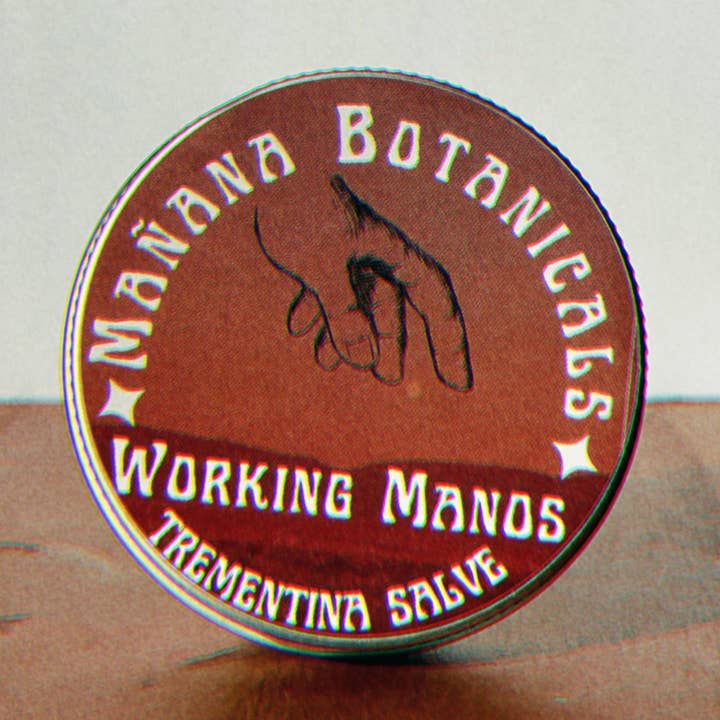 Mañana Botanicals
Working Manos
Trementina Salve